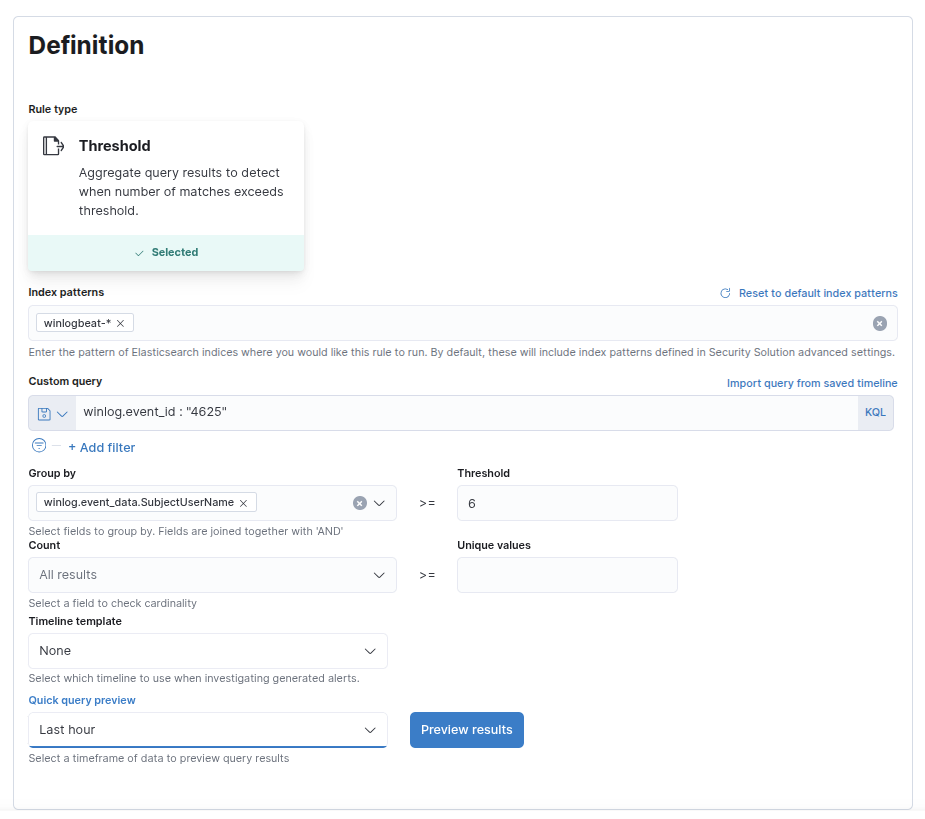 Definition
Rule type
Threshold
Aggregate query results to detect
when number of matches exceeds
threshold.
Selected
Index patterns
Reset to default index patterns
winlogbeat-*
Enter the pattern of Elasticsearch indices where you would like this rule to run. By default, these will include index patterns defined in Security Solution advanced settings.
Custom query
Import query from saved timeline
winlog.event_id : "4625"
KQL
+ Add filter
Group by
Threshold
winlog.event_data.SubjectUserName
>=
6
Select fields to group by. Fields are joined together with 'AND'
Count
Unique values
All results
>=
Select a field to check cardinality
Timeline template
None
Select which timeline to use when investigating generated alerts.
Quick query preview
Last hour
Preview results
Select a timeframe of data to preview query results